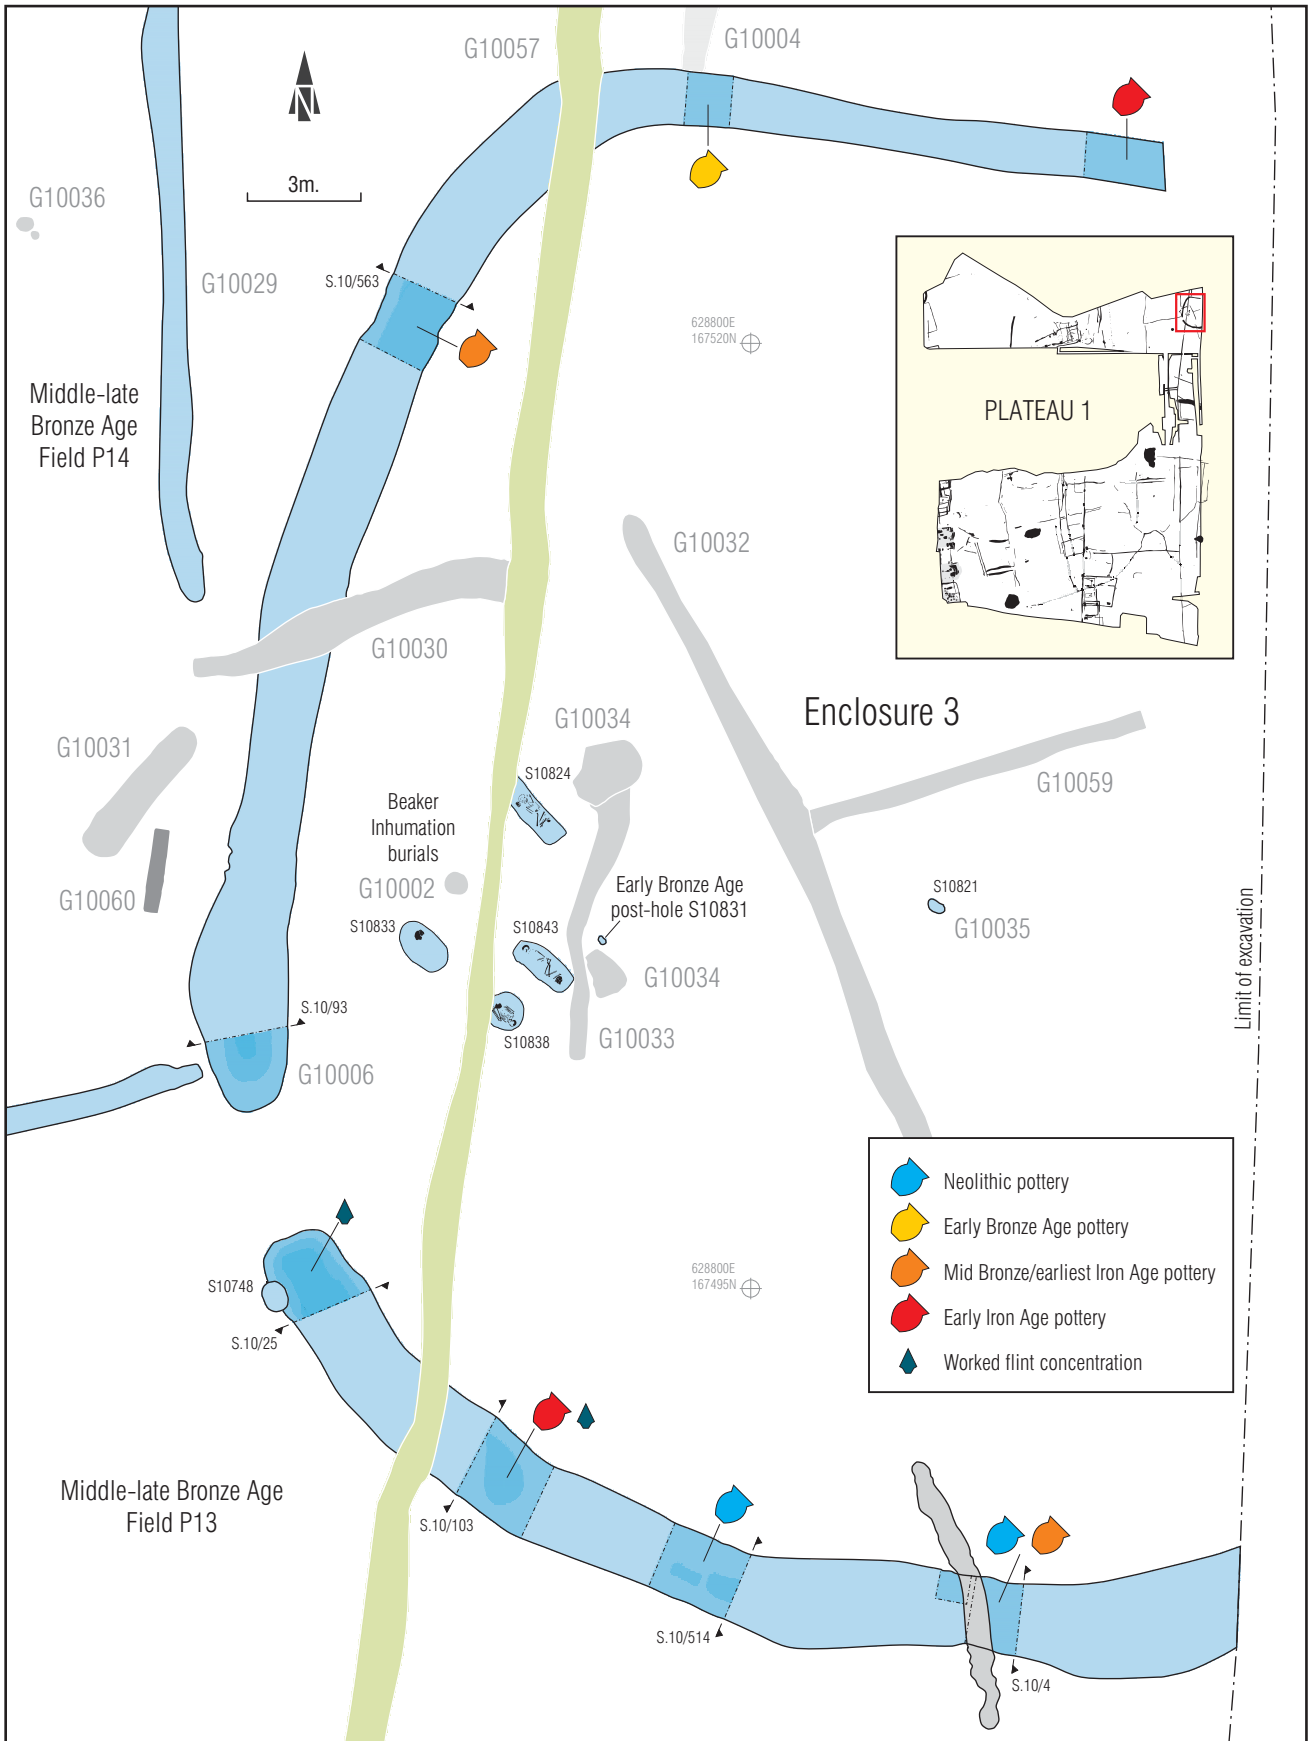 G10057
G10004
N
3m.
G10036
G10029
S.10/563
628800E
167520N
Middle-late
Bronze Age
Field P14
PLATEAU 1
G10032
G10030
Enclosure 3
G10034
G10031
S10824
G10059
Beaker
Inhumation
burials
G10002
G10060
Early Bronze Age
post-hole S10831
S10821
G10035
S10833
S10843
G10034
Limit of excavation
S.10/93
S10838
G10033
G10006
Neolithic pottery
Early Bronze Age pottery
Mid Bronze/earliest Iron Age pottery
Early Iron Age pottery
Worked flint concentration
628800E
167495N
S10748
S.10/25
Middle-late Bronze Age
Field P13
S.10/103
S.10/514
S.10/4